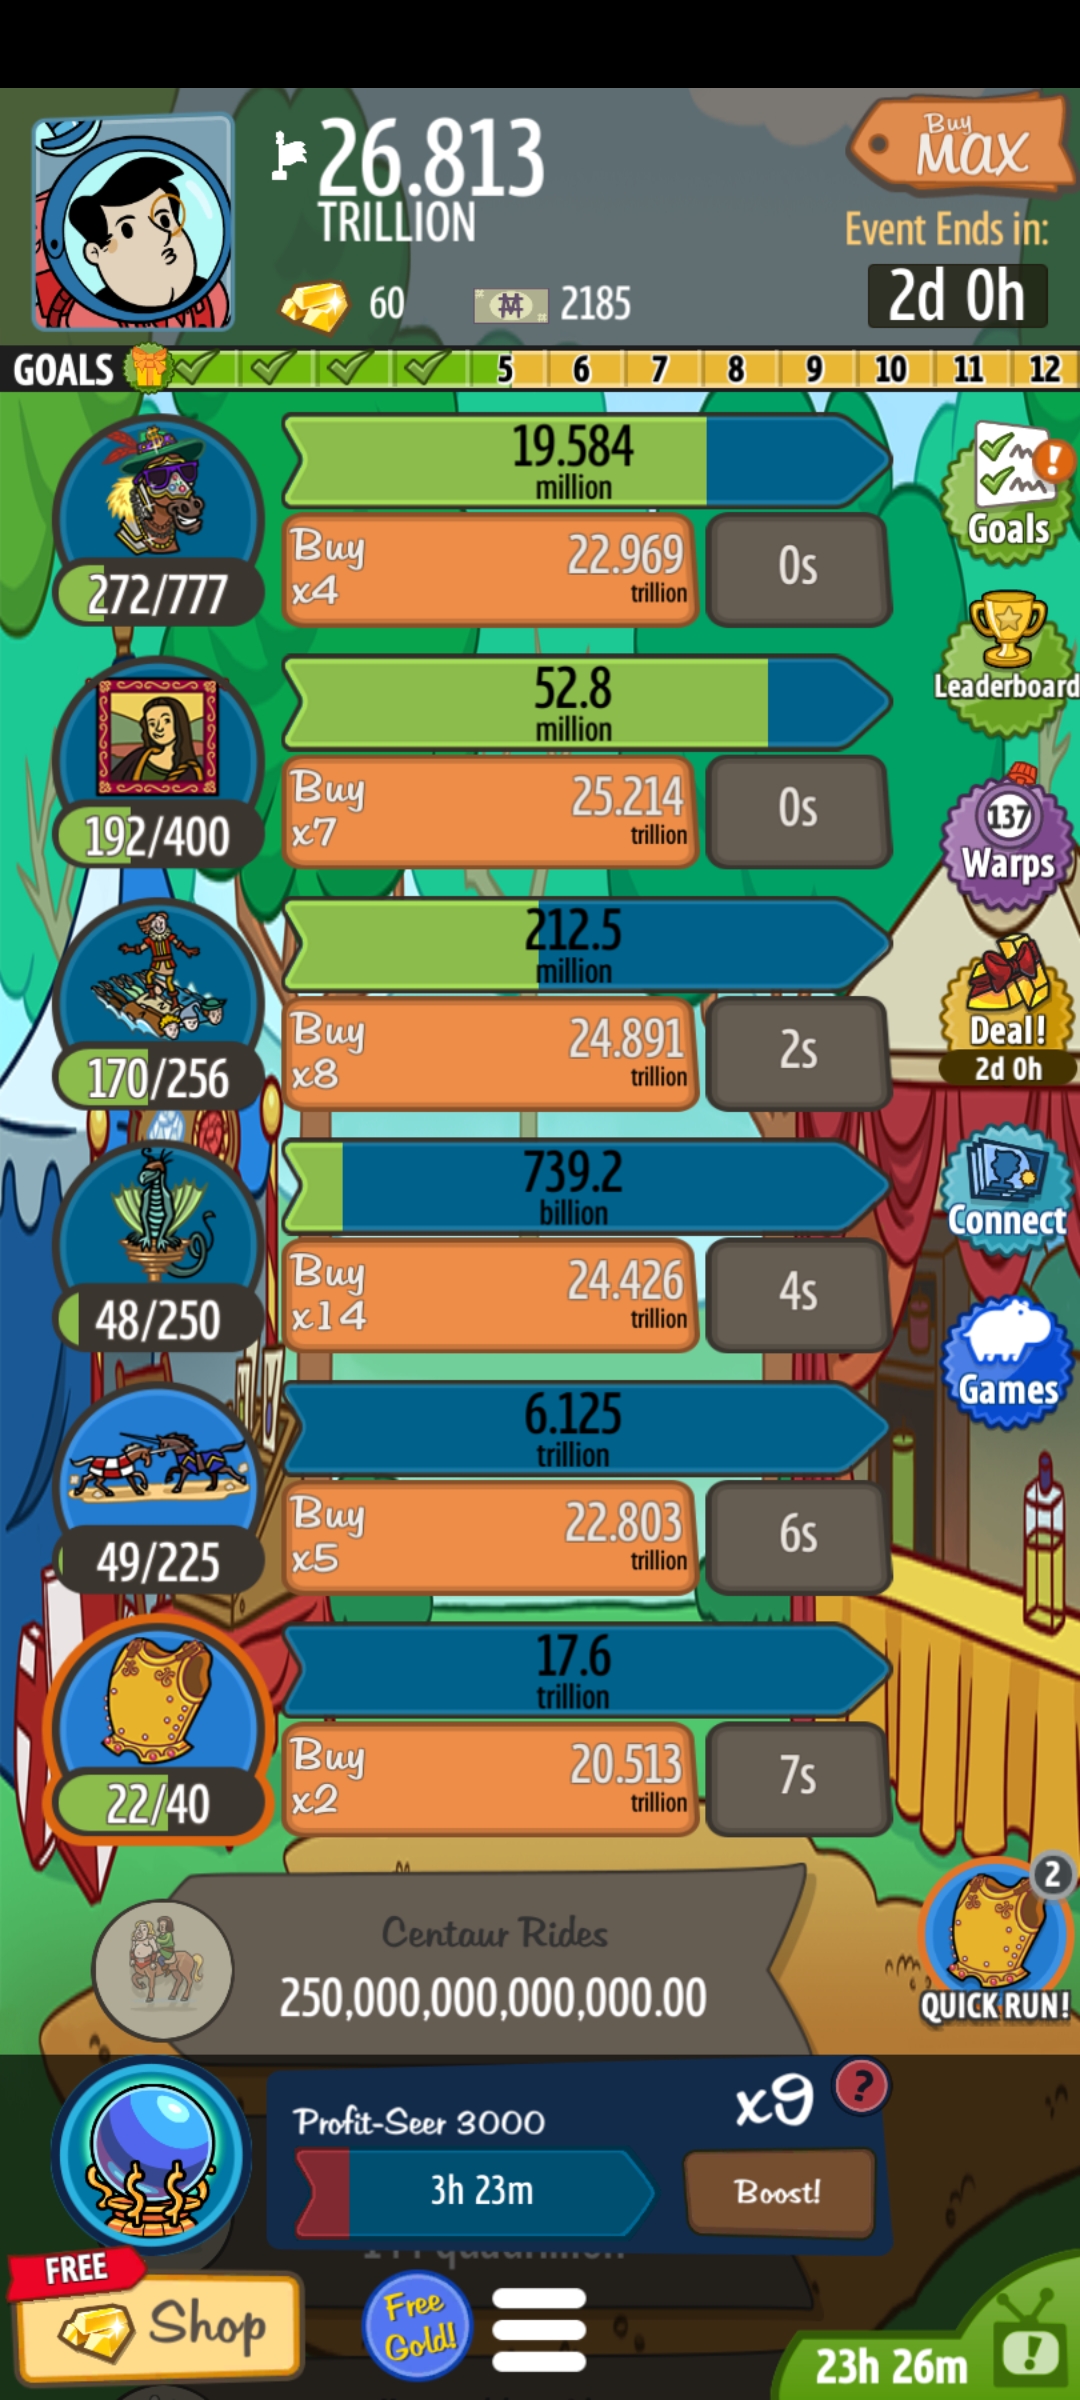 26.813
TRILLION
60
2185
Buy
MAX
Event Ends in:
2d 0h
GOALS
5 6 7 8 9 10 11 12
19.584
million
272/777
Buy
x4
22.969
trillion
0s
Goals
52.8
million
192/400
Buy
x7
25.214
trillion
0s
Leaderboard
137
Warps
212.5
million
170/256
Buy
x8
24.891
trillion
2s
Deal!
2d 0h
739.2
billion
48/250
Buy
x14
24.426
trillion
4s
Connect
Games
6.125
trillion
49/225
Buy
x5
22.803
trillion
6s
17.6
trillion
22/40
Buy
x2
20.513
trillion
7s
Centaur Rides
250,000,000,000,000.00
2
QUICK RUN!
Profit-Seer 3000
x9
?
3h 23m
Boost!
FREE
Shop
Free
Gold!
23h 26m